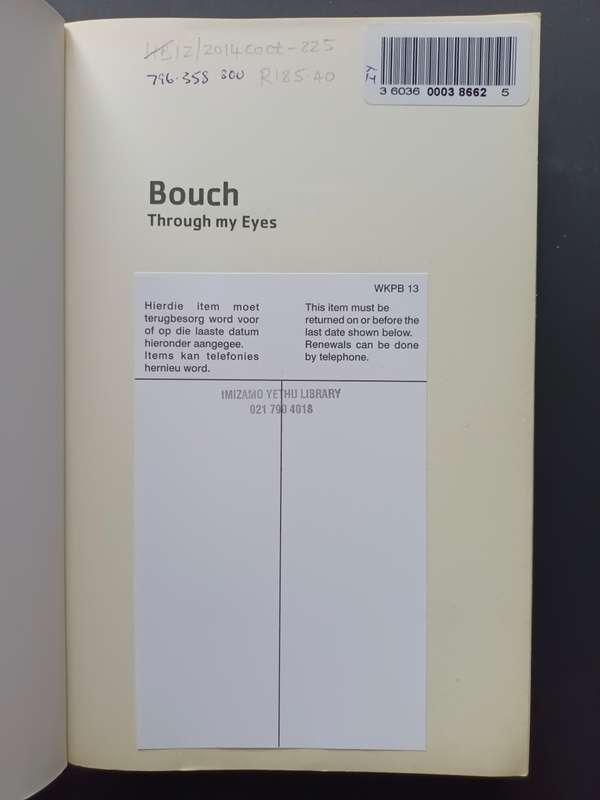 HB12/2014 coct-225
796.358 BOU R185.40
IMY
3 6036 0003 8662 5
Bouch
Through my Eyes
WKPB 13
Hierdie item moet
terugbesorg word voor
of op die laaste datum
hieronder aangegee.
Items kan telefonies
hernieu word.
This item must be
returned on or before the
last date shown below.
Renewals can be done
by telephone.
IMIZAMO YETHU LIBRARY
021 790 4018